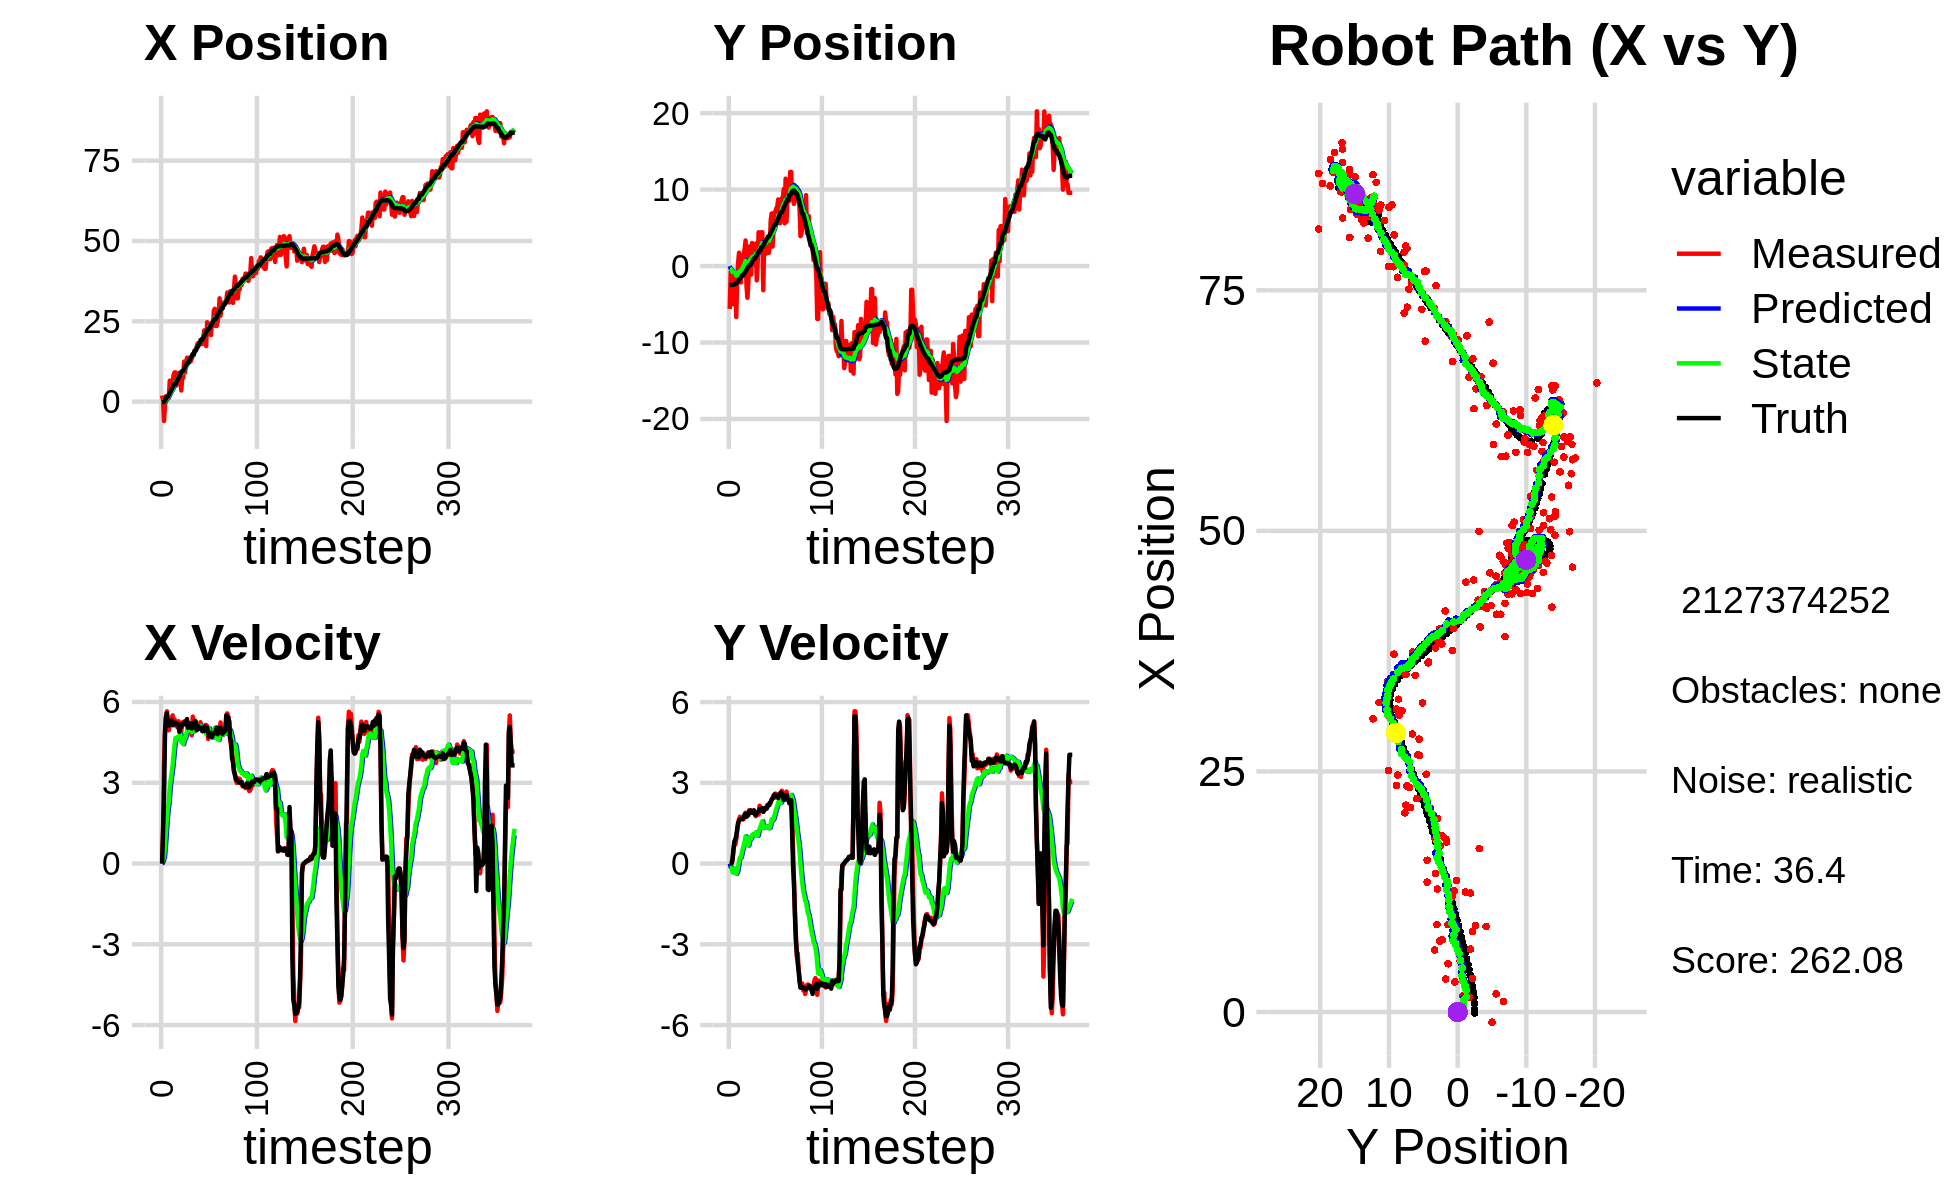 X Position
75
50
25
0
0
100
200
300
timestep
Y Position
20
10
0
-10
-20
0
100
200
300
timestep
X Velocity
6
3
0
-3
-6
0
100
200
300
timestep
Y Velocity
6
3
0
-3
-6
0
100
200
300
timestep
Robot Path (X vs Y)
X Position
75
50
25
0
20
10
0
-10
-20
Y Position
variable
Measured
Predicted
State
Truth
2127374252
Obstacles: none
Noise: realistic
Time: 36.4
Score: 262.08